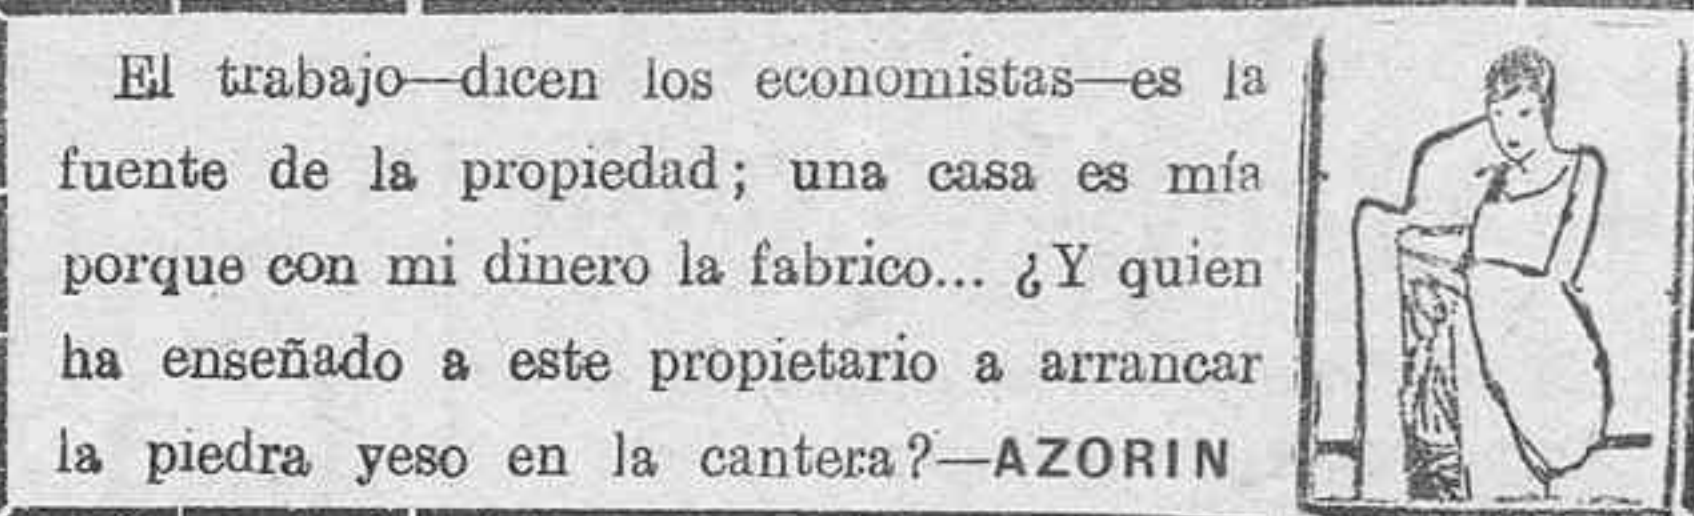 El trabajo—dicen los economistas—es la
fuente de la propiedad; una casa es mía
porque con mi dinero la fabrico... ¿Y quien
ha enseñado a este propietario a arrancar
la piedra yeso en la cantera?—AZORIN